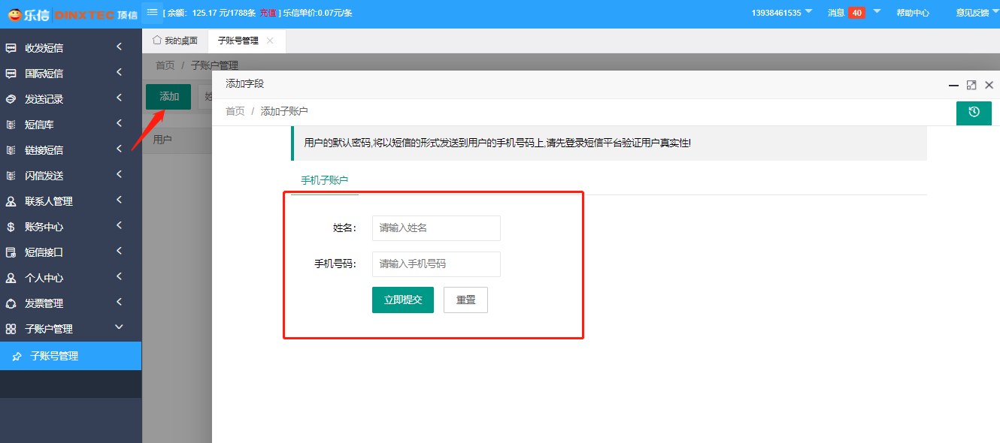 乐信 DINXTEC 顶信
[ 余额: 125.17 元/1788条 充值 ] 乐信单价:0.07元/条
13938461535 消息 40 帮助中心 意见反馈
我的桌面 子账号管理
首页 / 子账户管理
收发短信
国际短信
发送记录
短信库
链接短信
闪信发送
联系人管理
账务中心
短信接口
个人中心
发票管理
子账户管理
子账号管理
添加 姓
用户
添加字段
首页 / 添加子账户
用户的默认密码,将以短信的形式发送到用户的手机号码上,请先登录短信平台验证用户真实性!
手机子账户
姓名: 请输入姓名
手机号码: 请输入手机号码
立即提交 重置